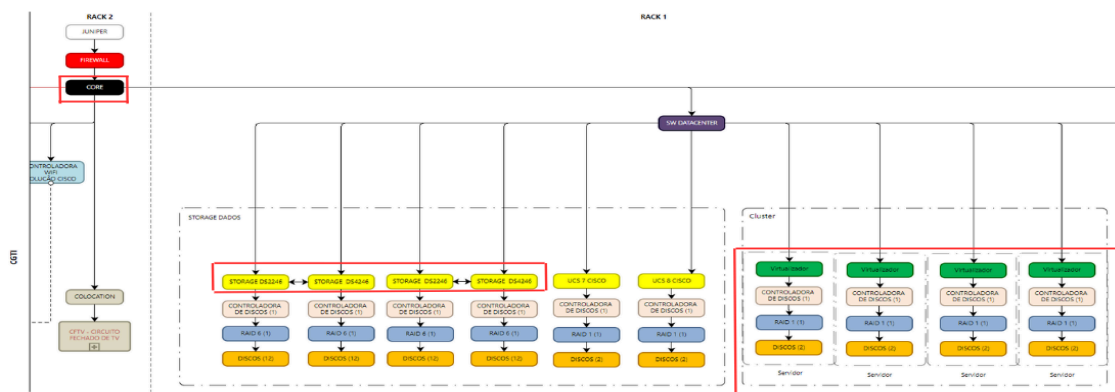 RACK 2
RACK 1
JUNIPER
FIREWALL
CORE
SW DATACENTER
CONTROLADORA
WIFI
SOLUÇÃO CISCO
CGTI
STORAGE DADOS
Cluster
STORAGE DS2246
STORAGE DS4246
STORAGE DS2246
STORAGE DS4246
UCS 7 CISCO
UCS 8 CISCO
CONTROLADORA
DE DISCOS (1)
CONTROLADORA
DE DISCOS (1)
CONTROLADORA
DE DISCOS (1)
CONTROLADORA
DE DISCOS (1)
CONTROLADORA
DE DISCOS (1)
CONTROLADORA
DE DISCOS (1)
RAID 6 (1)
RAID 6 (1)
RAID 6 (1)
RAID 6 (1)
RAID 1 (1)
RAID 1 (1)
DISCOS (12)
DISCOS (12)
DISCOS (12)
DISCOS (12)
DISCOS (2)
DISCOS (2)
Virtualizador
Virtualizador
Virtualizador
Virtualizador
CONTROLADORA
DE DISCOS (1)
CONTROLADORA
DE DISCOS (1)
CONTROLADORA
DE DISCOS (1)
CONTROLADORA
DE DISCOS (1)
RAID 1 (1)
RAID 1 (1)
RAID 1 (1)
RAID 1 (1)
DISCOS (2)
DISCOS (2)
DISCOS (2)
DISCOS (2)
Servidor
Servidor
Servidor
Servidor
COLOCATION
CFTV – CIRCUITO
FECHADO DE TV